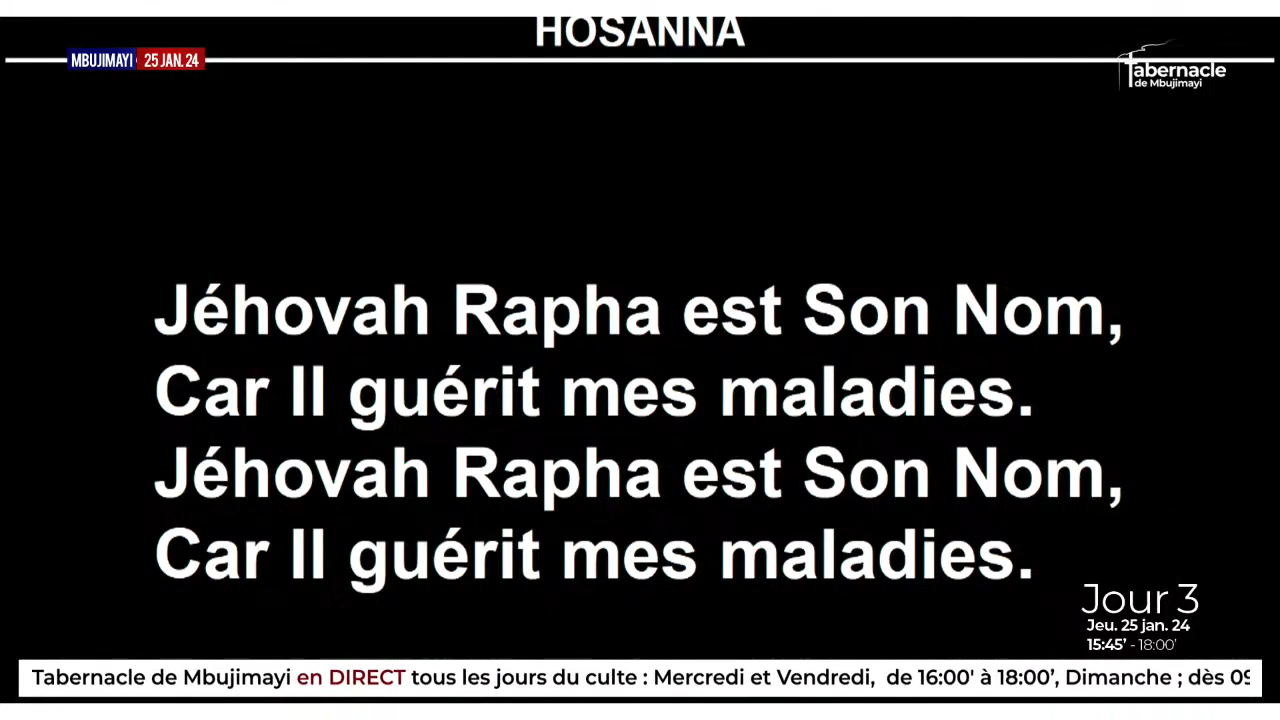 HOSANNA
MBUJIMAYI 25 JAN. 24
Tabernacle
de Mbujimayi
Jéhovah Rapha est Son Nom,
Car Il guérit mes maladies.
Jéhovah Rapha est Son Nom,
Car Il guérit mes maladies.
Jour 3
Jeu. 25 jan. 24
15:45’ - 18:00’
Tabernacle de Mbujimayi en DIRECT tous les jours du culte : Mercredi et Vendredi, de 16:00' à 18:00’, Dimanche ; dès